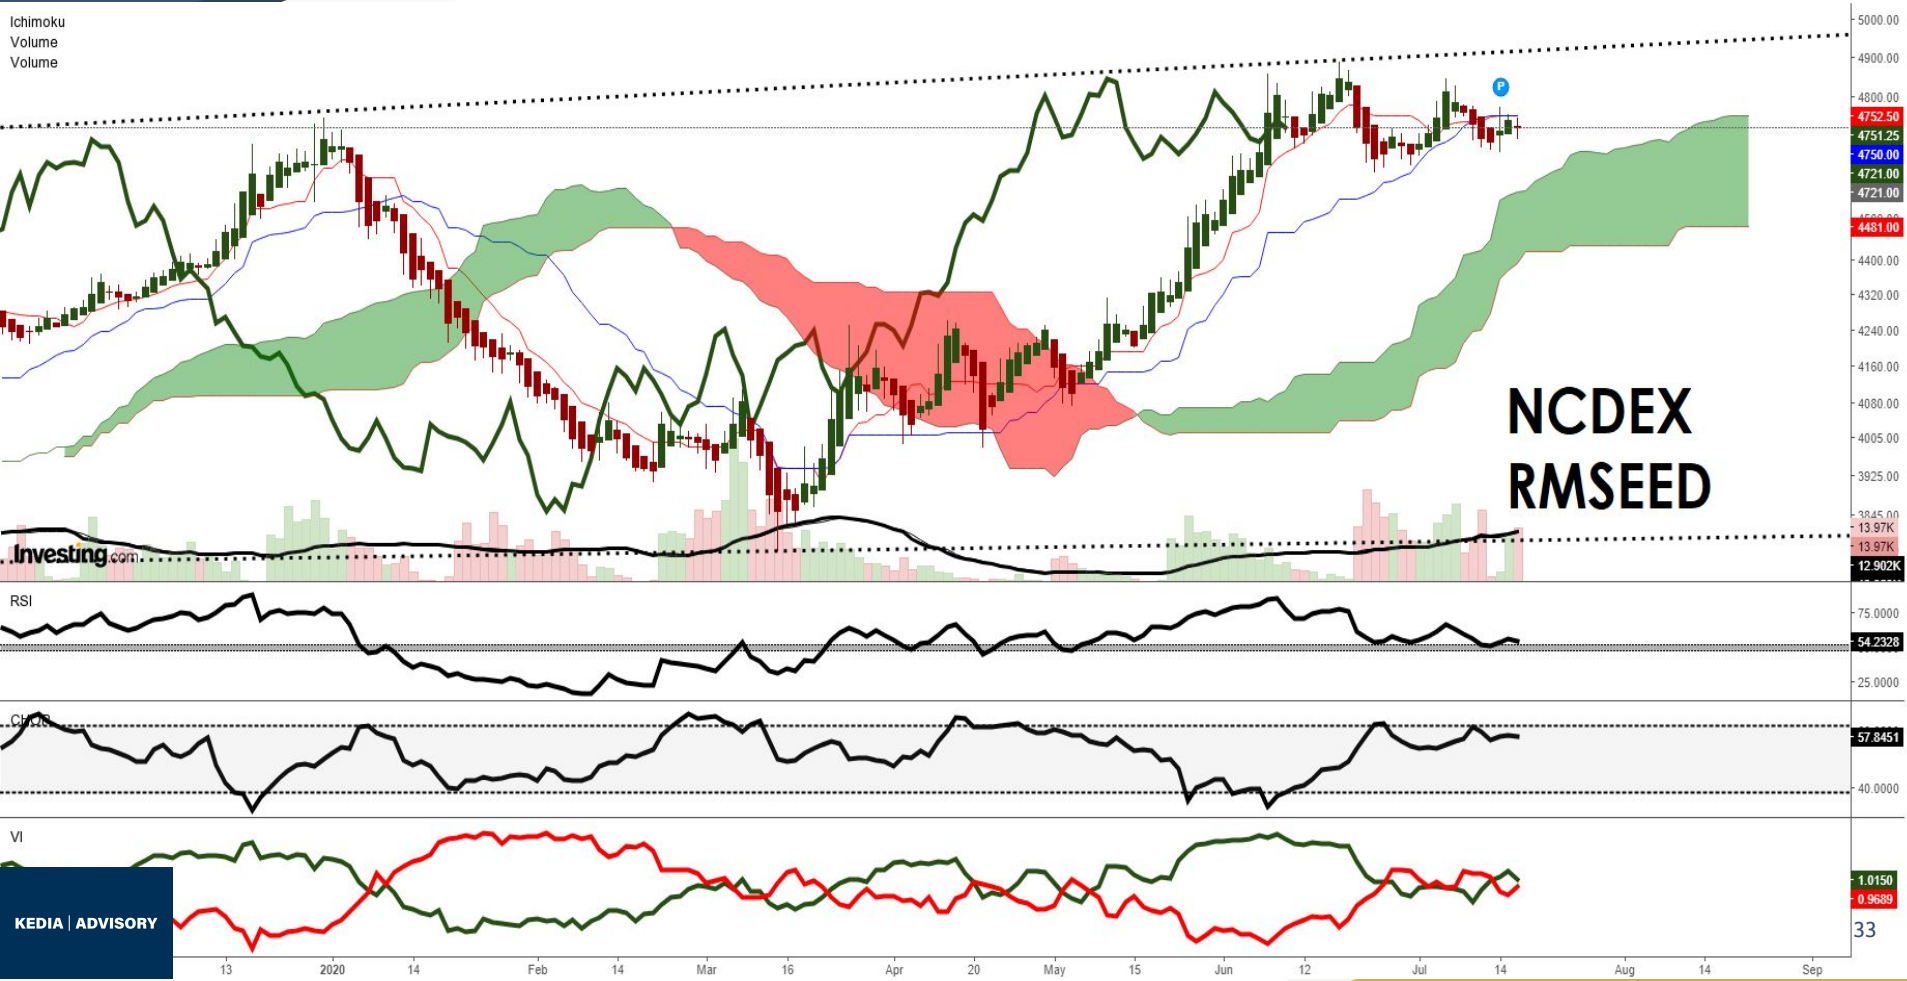 Ichimoku
Volume
Volume
P
5000.00
4900.00
4800.00
4752.50
4751.25
4750.00
4721.00
4721.00
4481.00
4400.00
4320.00
4240.00
4160.00
4080.00
4005.00
3925.00
3845.00
NCDEX
RMSEED
13.97K
13.97K
12.902K
Investing.com
RSI
75.0000
54.2328
25.0000
CHOP
57.8451
40.0000
VI
1.0150
0.9689
KEDIA | ADVISORY
33
13 2020 14 Feb 14 Mar 16 Apr 20 May 15 Jun 12 Jul 14 Aug 14 Sep